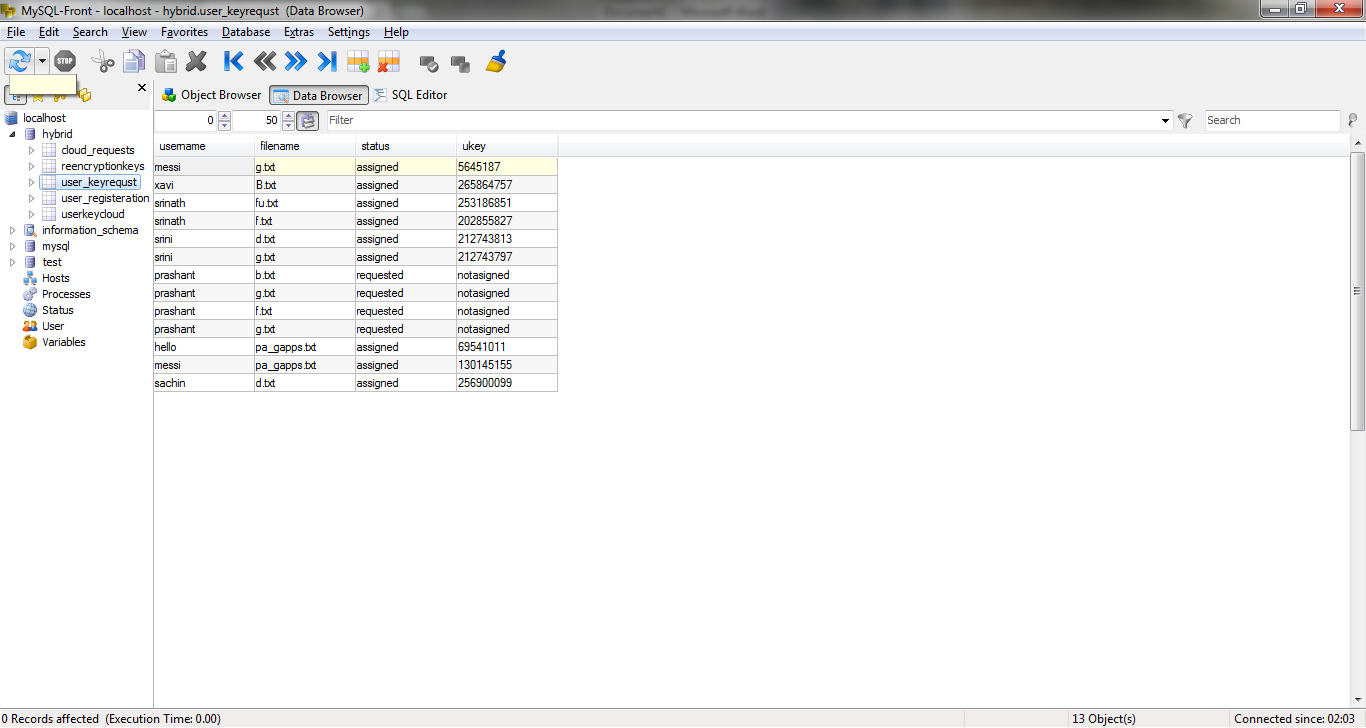 MySQL-Front - localhost - hybrid.user_keyrequst (Data Browser)
File Edit Search View Favorites Database Extras Settings Help
STOP
Object Browser Data Browser SQL Editor
0 50 Filter Search
localhost
hybrid
cloud_requests
reencryptionkeys
user_keyrequst
user_registeration
userkeycloud
information_schema
mysql
test
Hosts
Processes
Status
User
Variables
username filename status ukey
messi g.txt assigned 5645187
xavi B.txt assigned 265864757
srinath fu.txt assigned 253186851
srinath f.txt assigned 202855827
srini d.txt assigned 212743813
srini g.txt assigned 212743797
prashant b.txt requested notasigned
prashant g.txt requested notasigned
prashant f.txt requested notasigned
prashant g.txt requested notasigned
hello pa_gapps.txt assigned 69541011
messi pa_gapps.txt assigned 130145155
sachin d.txt assigned 256900099
0 Records affected (Execution Time: 0.00) 13 Object(s) Connected since: 02:03